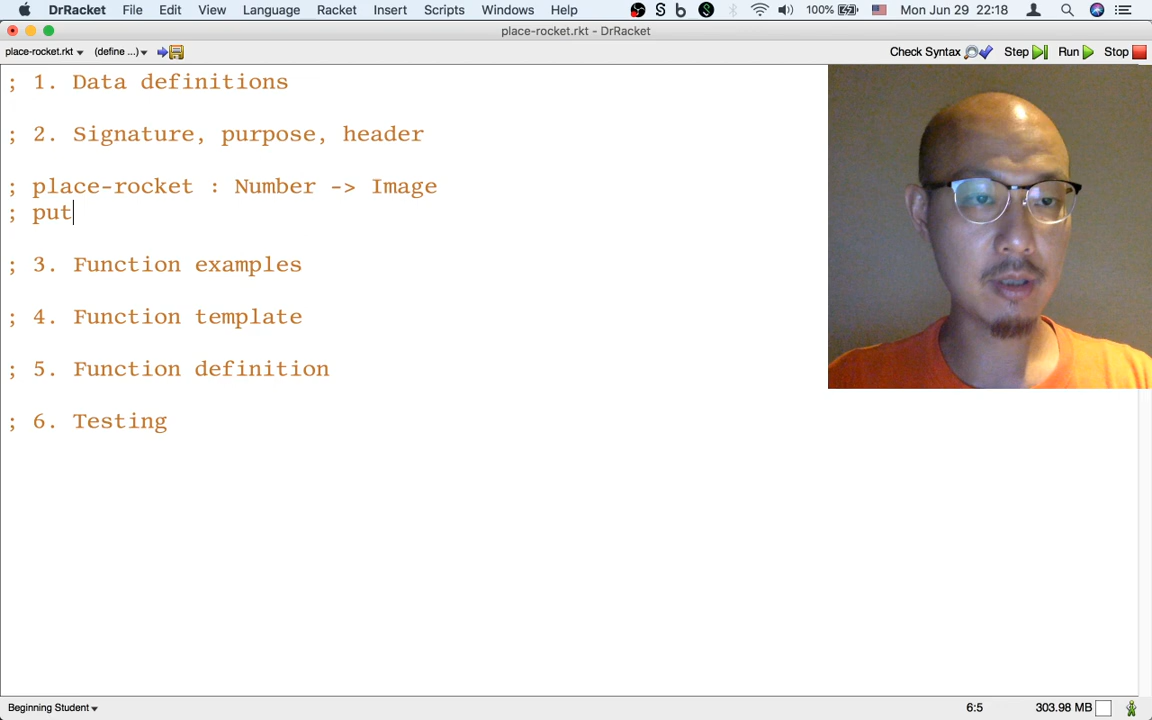 DrRacket File Edit View Language Racket Insert Scripts Windows Help 100% Mon Jun 29 22:18
place-rocket.rkt - DrRacket
place-rocket.rkt (define ...) Check Syntax Step Run Stop
; 1. Data definitions
; 2. Signature, purpose, header
; place-rocket : Number -> Image
; put
; 3. Function examples
; 4. Function template
; 5. Function definition
; 6. Testing
Beginning Student 6:5 303.98 MB